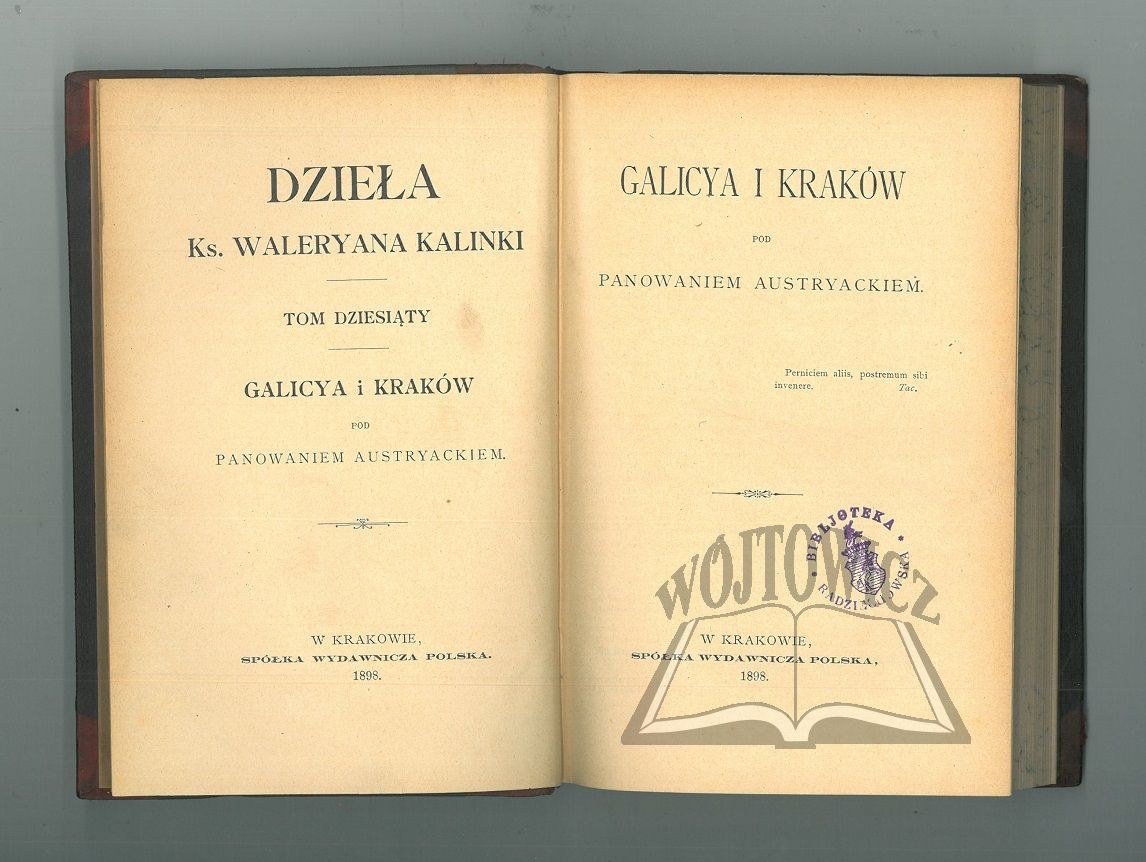 DZIEŁA
Ks. WALERYANA KALINKI
TOM DZIESIĄTY
GALICYA i KRAKÓW
POD
PANOWANIEM AUSTRYACKIEM.
W KRAKOWIE,
SPÓŁKA WYDAWNICZA POLSKA.
1898.
GALICYA I KRAKÓW
POD
PANOWANIEM AUSTRYACKIEM.
Perniciem aliis, postremum sibi
invenere. Tac.
BIBLJOTEKA
WÓJTOWICZ
W KRAKOWIE,
SPÓŁKA WYDAWNICZA POLSKA,
1898.